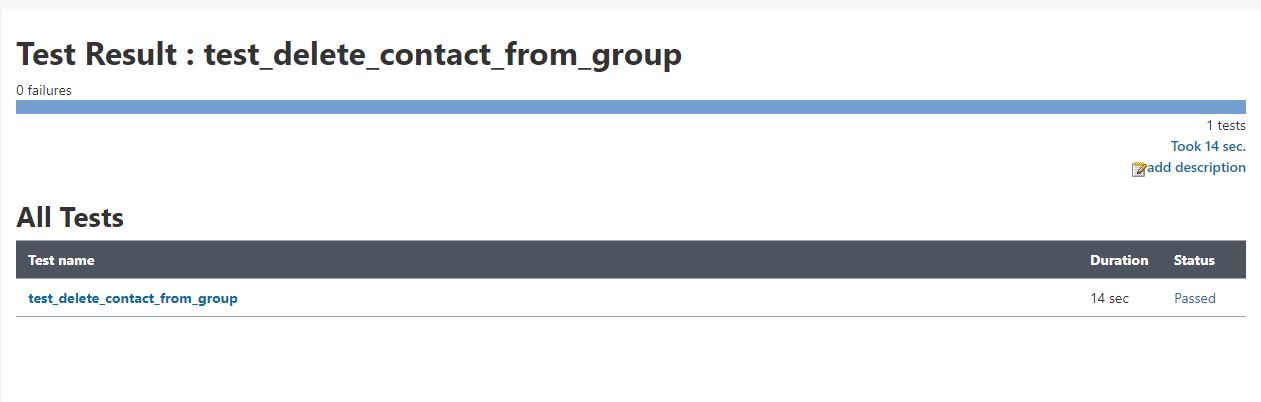 Test Result : test_delete_contact_from_group
0 failures
1 tests
Took 14 sec.
add description
All Tests
Test name Duration Status
test_delete_contact_from_group 14 sec Passed